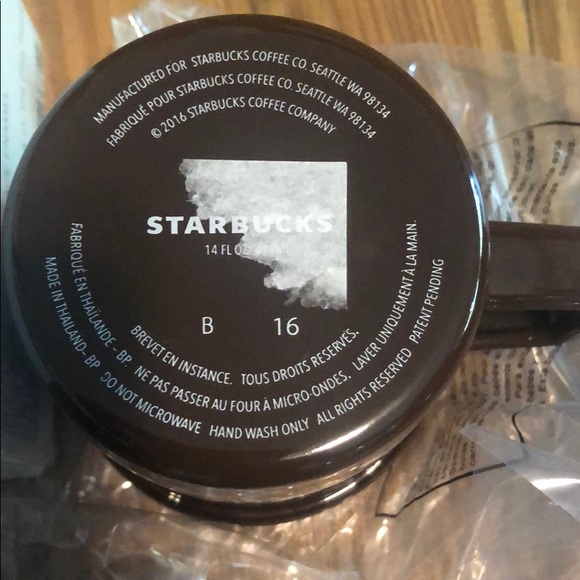 MANUFACTURED FOR STARBUCKS COFFEE CO. SEATTLE WA 98134
FABRIQUÉ POUR STARBUCKS COFFEE CO. SEATTLE WA 98134
© 2016 STARBUCKS COFFEE COMPANY
STARBUCKS
14 FL OZ
B 16
BREVET EN INSTANCE. TOUS DROITS RESERVES.
FABRIQUÉ EN THAÏLANDE- BP NE PAS PASSER AU FOUR À MICRO-ONDES. LAVER UNIQUEMENT À LA MAIN.
MADE IN THAILAND- BP DO NOT MICROWAVE HAND WASH ONLY ALL RIGHTS RESERVED PATENT PENDING